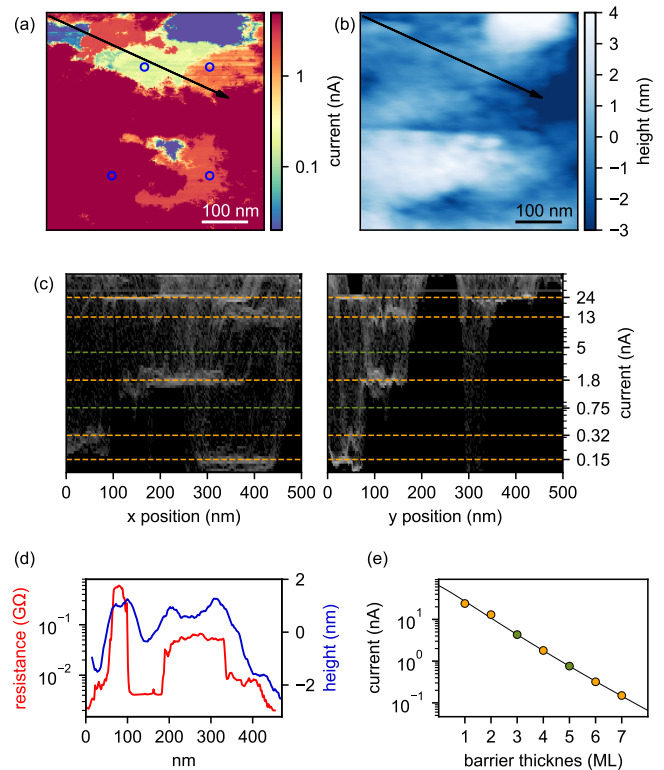 (a)
1
0.1
current (nA)
100 nm
(b)
4
3
2
1
0
−1
−2
−3
height (nm)
100 nm
(c)
24
13
5
1.8
0.75
0.32
0.15
current (nA)
0 100 200 300 400 500
x position (nm)
0 100 200 300 400 500
y position (nm)
(d)
resistance (GΩ)
10⁻¹
10⁻²
2
0
−2
height (nm)
0 100 200 300 400
nm
(e)
current (nA)
10¹
10⁰
10⁻¹
1 2 3 4 5 6 7
barrier thicknes (ML)